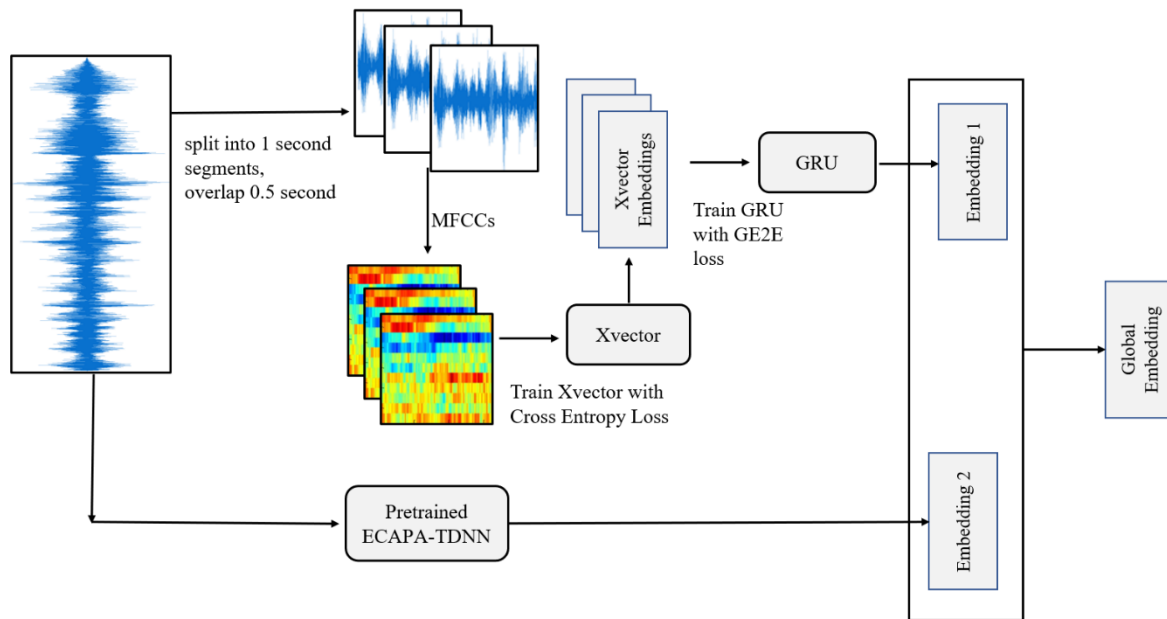 split into 1 second
segments,
overlap 0.5 second
MFCCs
Xvector
Train Xvector with
Cross Entropy Loss
Xvector
Embeddings
Train GRU
with GE2E
loss
GRU
Embedding 1
Pretrained
ECAPA-TDNN
Embedding 2
Global
Embedding